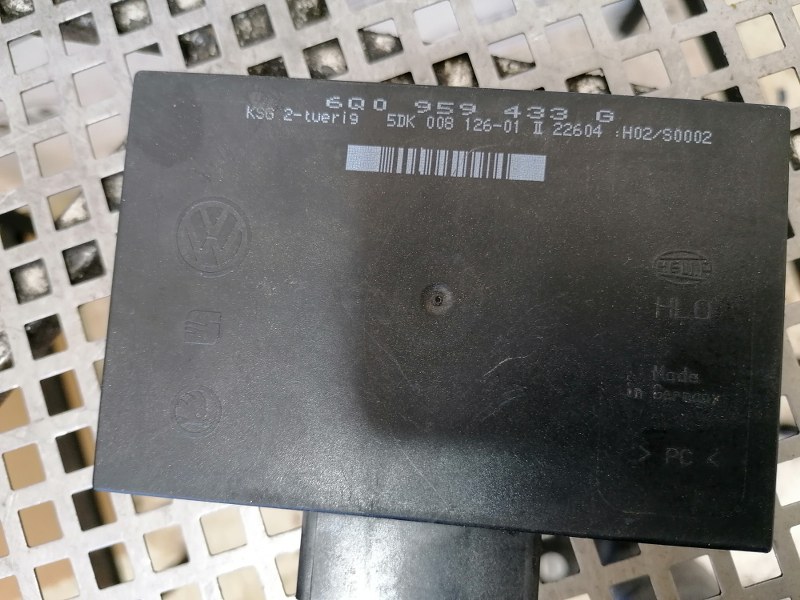 6Q0 959 433 G
KSG 2-tuerig 5DK 008 126-01 II 22604 :H02/S0002
VW
HELLA
HLO
Made
in Germany
> PC <